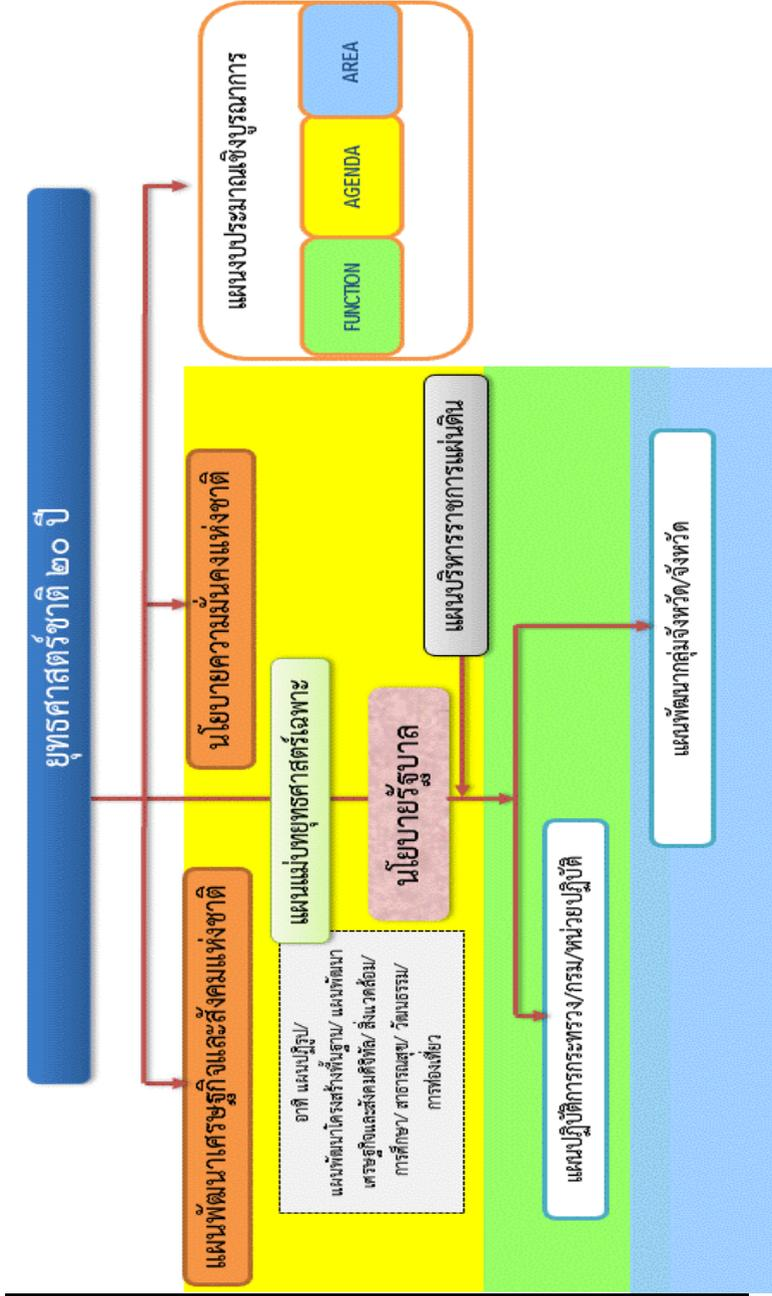 ยุทธศาสตร์ชาติ ๒๐ ปี
แผนพัฒนาเศรษฐกิจและสังคมแห่งชาติ
นโยบายความมั่นคงแห่งชาติ
แผนงบประมาณเชิงบูรณาการ
FUNCTION
AGENDA
AREA
แผนแม่บทยุทธศาสตร์เฉพาะ
อาทิ แผนปฏิรูป/
แผนพัฒนาโครงสร้างพื้นฐาน/ แผนพัฒนา
เศรษฐกิจและสังคมดิจิทัล/ สิ่งแวดล้อม/
การศึกษา/ สาธารณสุข/ วัฒนธรรม/
การท่องเที่ยว
นโยบายรัฐบาล
แผนบริหารราชการแผ่นดิน
แผนปฏิบัติการกระทรวง/กรม/หน่วยปฏิบัติ
แผนพัฒนากลุ่มจังหวัด/จังหวัด